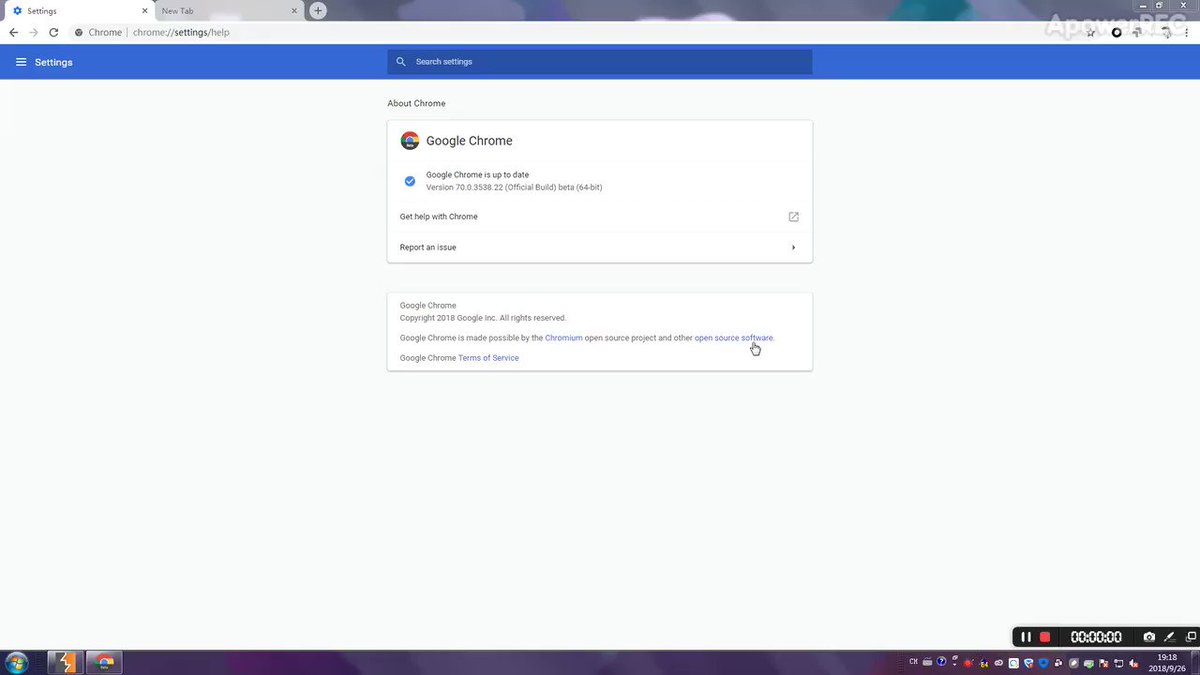 Settings
New Tab
ApowerREC
Chrome
chrome://settings/help
Settings
Search settings
About Chrome
Google Chrome
Google Chrome is up to date
Version 70.0.3538.22 (Official Build) beta (64-bit)
Get help with Chrome
Report an issue
Google Chrome
Copyright 2018 Google Inc. All rights reserved.
Google Chrome is made possible by the Chromium open source project and other open source software.
Google Chrome Terms of Service
00:00:00
CH
64
19:18
2018/9/26